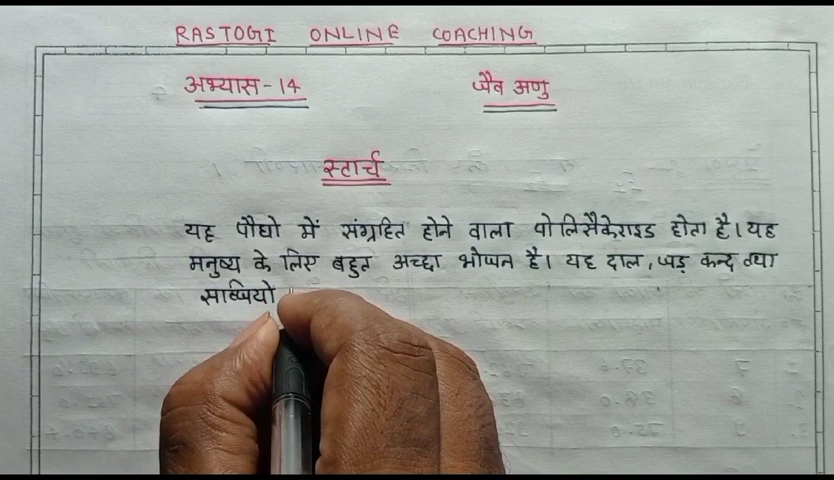 RASTOGI ONLINE COACHING
अभ्यास-14 जैव अणु
स्टार्च
यह पौधो में संग्रहित होने वाला पोलिसैकेराइड होता है। यह
मनुष्य के लिए बहुत अच्छा भोजन है। यह दाल, जड़ कन्द तथा
सब्जियो